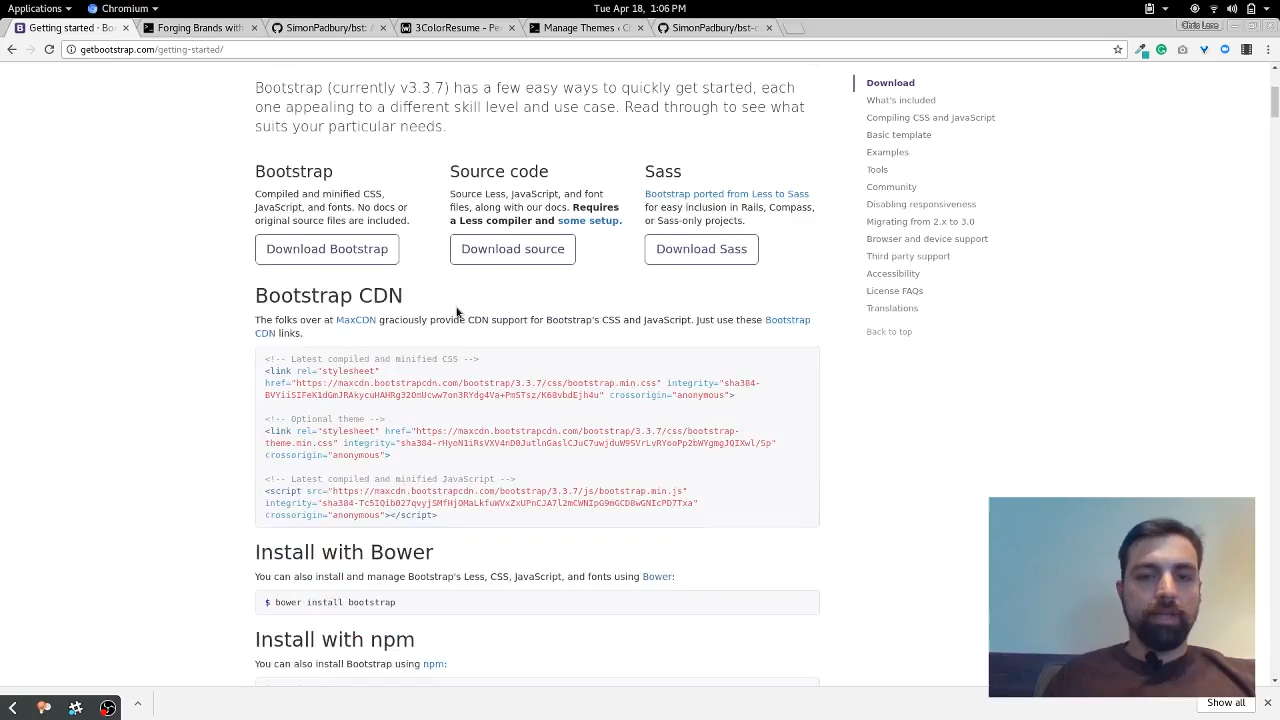 Applications
Chromium
Tue Apr 18, 1:06 PM
Getting started · Bo
Forging Brands with
SimonPadbury/bst: A
3ColorResume – Per
Manage Themes ‹ Ch
SimonPadbury/bst-c
getbootstrap.com/getting-started/
Bootstrap (currently v3.3.7) has a few easy ways to quickly get started, each
one appealing to a different skill level and use case. Read through to see what
suits your particular needs.
Bootstrap
Compiled and minified CSS,
JavaScript, and fonts. No docs or
original source files are included.
Download Bootstrap
Source code
Source Less, JavaScript, and font
files, along with our docs. Requires
a Less compiler and some setup.
Download source
Sass
Bootstrap ported from Less to Sass
for easy inclusion in Rails, Compass,
or Sass-only projects.
Download Sass
Bootstrap CDN
The folks over at MaxCDN graciously provide CDN support for Bootstrap's CSS and JavaScript. Just use these Bootstrap
CDN links.
<!-- Latest compiled and minified CSS -->
<link rel="stylesheet"
href="https://maxcdn.bootstrapcdn.com/bootstrap/3.3.7/css/bootstrap.min.css" integrity="sha384-
BVYiiSIFeK1dGmJRAkycuHAHRg32OmUcww7on3RYdg4Va+PmSTsz/K68vbdEjh4u" crossorigin="anonymous">
<!-- Optional theme -->
<link rel="stylesheet" href="https://maxcdn.bootstrapcdn.com/bootstrap/3.3.7/css/bootstrap-
theme.min.css" integrity="sha384-rHyoN1iRsVXV4nD0JutlnGaslCJuC7uwjduW9SVrLvRYooPp2bWYgmgJQIXwl/Sp"
crossorigin="anonymous">
<!-- Latest compiled and minified JavaScript -->
<script src="https://maxcdn.bootstrapcdn.com/bootstrap/3.3.7/js/bootstrap.min.js"
integrity="sha384-Tc5IQib027qvyjSMfHjOMaLkfuWVxZxUPnCJA7l2mCWNIpG9mGCD8wGNIcPD7Txa"
crossorigin="anonymous"></script>
Install with Bower
You can also install and manage Bootstrap's Less, CSS, JavaScript, and fonts using Bower:
$ bower install bootstrap
Install with npm
You can also install Bootstrap using npm:
Download
What's included
Compiling CSS and JavaScript
Basic template
Examples
Tools
Community
Disabling responsiveness
Migrating from 2.x to 3.0
Browser and device support
Third party support
Accessibility
License FAQs
Translations
Back to top
Show all